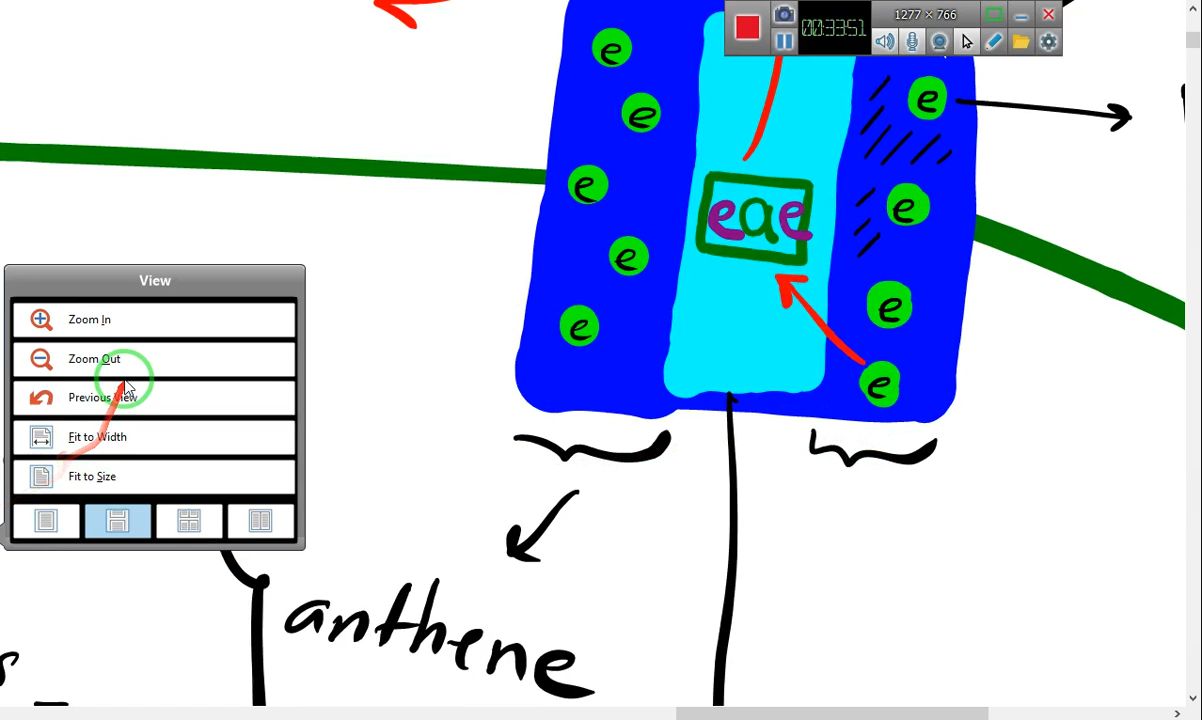 1277 × 766
00:33:51
e
e
e
e
e
eae
e
e
e
e
View
Zoom In
Zoom Out
Previous View
Fit to Width
Fit to Size
anthene
s